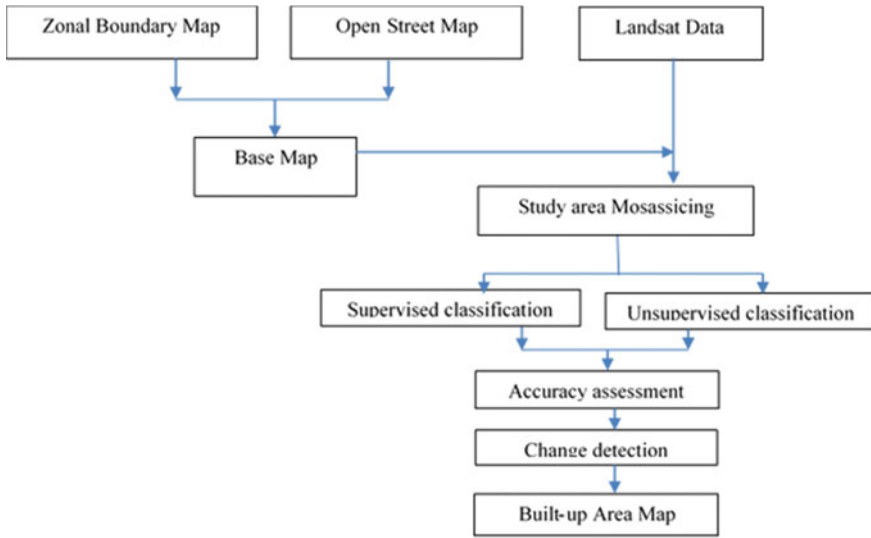 Zonal Boundary Map
Open Street Map
Landsat Data
Base Map
Study area Mosassicing
Supervised classification
Unsupervised classification
Accuracy assessment
Change detection
Built-up Area Map